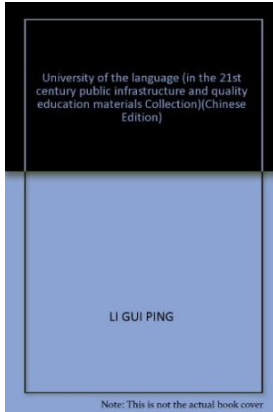 University of the language (in the 21st
century public infrastructure and quality
education materials Collection)(Chinese
Edition)
LI GUI PING
Note: This is not the actual book cover